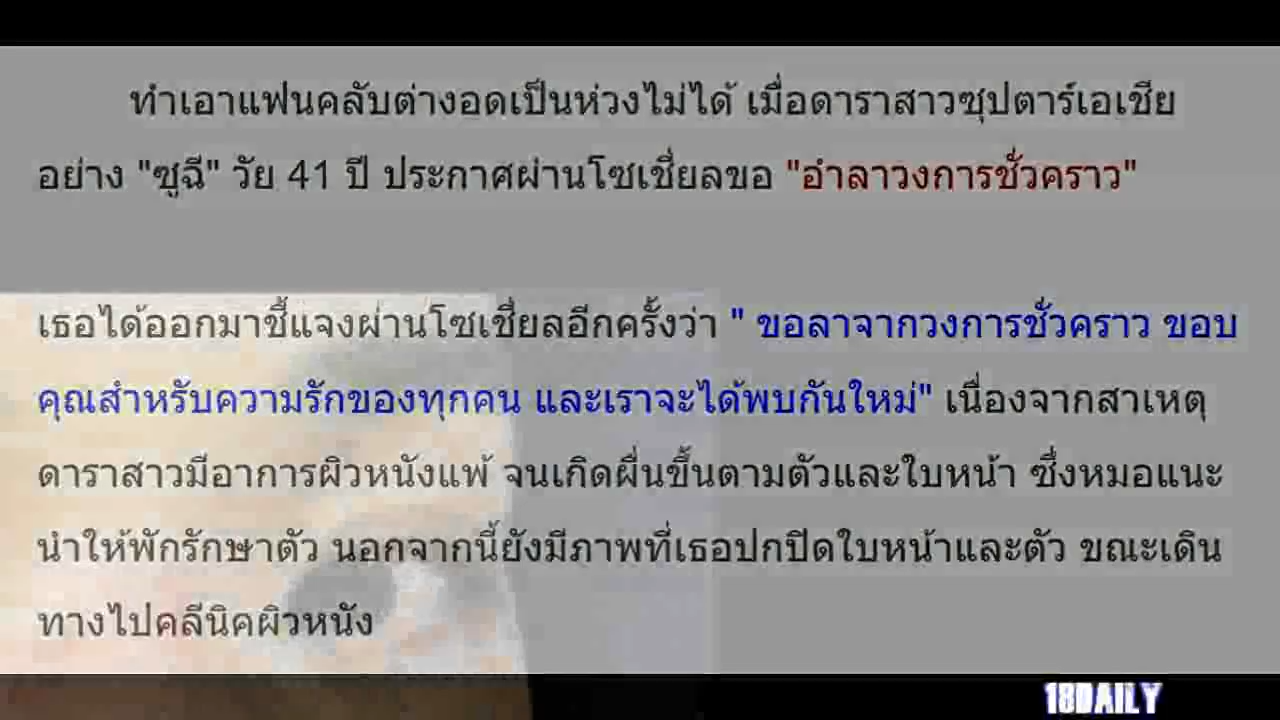 ทำเอาแฟนคลับต่างอดเป็นห่วงไม่ได้ เมื่อดาราสาวซุปตาร์เอเชีย
อย่าง "ซูฉี" วัย 41 ปี ประกาศผ่านโซเชี่ยลขอ "อำลาวงการชั่วคราว"
เธอได้ออกมาชี้แจงผ่านโซเชี่ยลอีกครั้งว่า " ขอลาจากวงการชั่วคราว ขอบ
คุณสำหรับความรักของทุกคน และเราจะได้พบกันใหม่" เนื่องจากสาเหตุ
ดาราสาวมีอาการผิวหนังแพ้ จนเกิดผื่นขึ้นตามตัวและใบหน้า ซึ่งหมอแนะ
นำให้พักรักษาตัว นอกจากนี้ยังมีภาพที่เธอปกปิดใบหน้าและตัว ขณะเดิน
ทางไปคลีนิคผิวหนัง
18DAILY